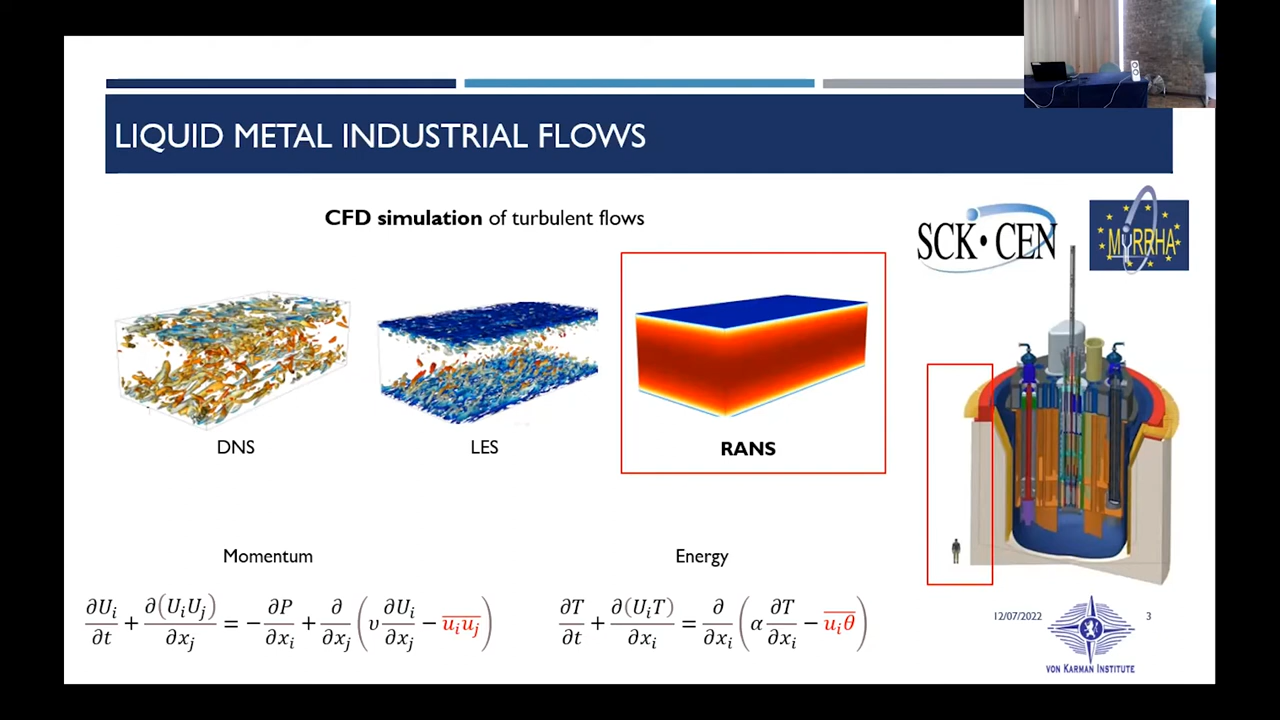 LIQUID METAL INDUSTRIAL FLOWS
CFD simulation of turbulent flows
SCK•CEN
MYRRHA
DNS
LES
RANS
Momentum
Energy
∂U_i/∂t + ∂(U_iU_j)/∂x_j = −∂P/∂x_i + ∂/∂x_j (υ ∂U_i/∂x_j − \overline{u_iu_j})
∂T/∂t + ∂(U_iT)/∂x_i = ∂/∂x_i (α ∂T/∂x_i − \overline{u_iθ})
12/07/2022
3
VON KARMAN INSTITUTE